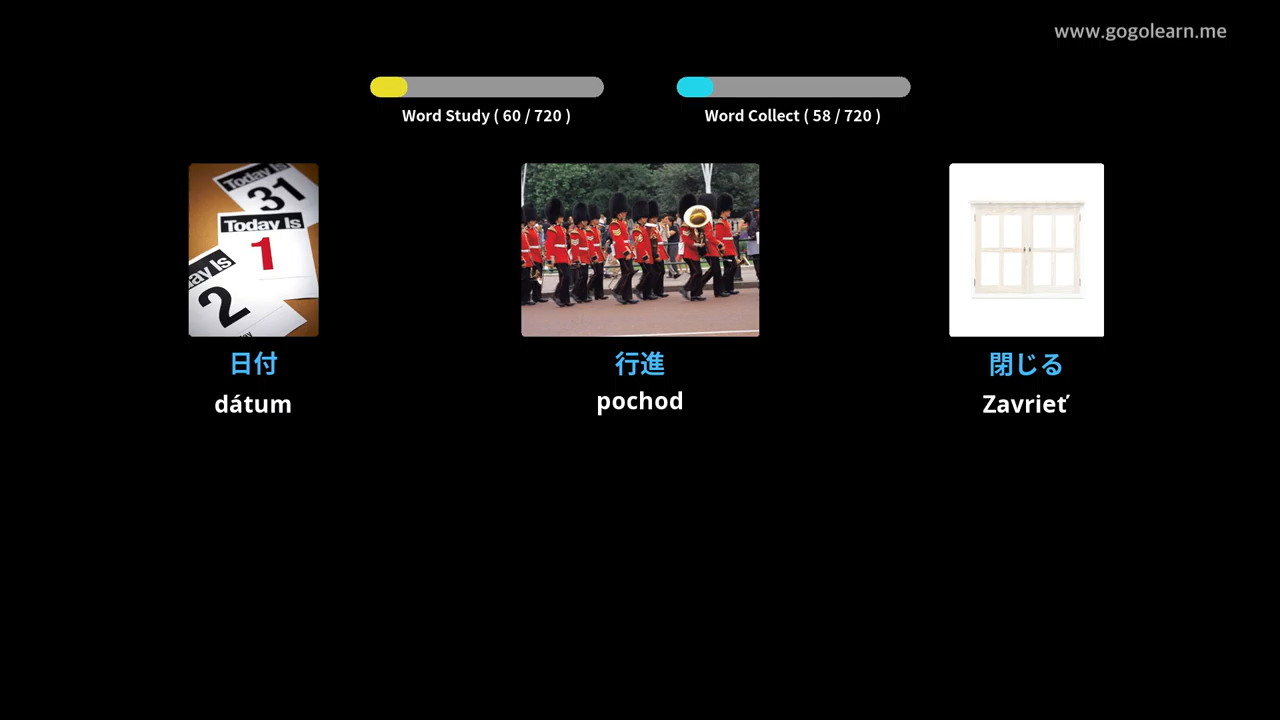 www.gogolearn.me
Word Study ( 60 / 720 )
Word Collect ( 58 / 720 )
Today Is
31
Today Is
1
ay Is
2
日付
行進
閉じる
dátum
pochod
Zavrieť